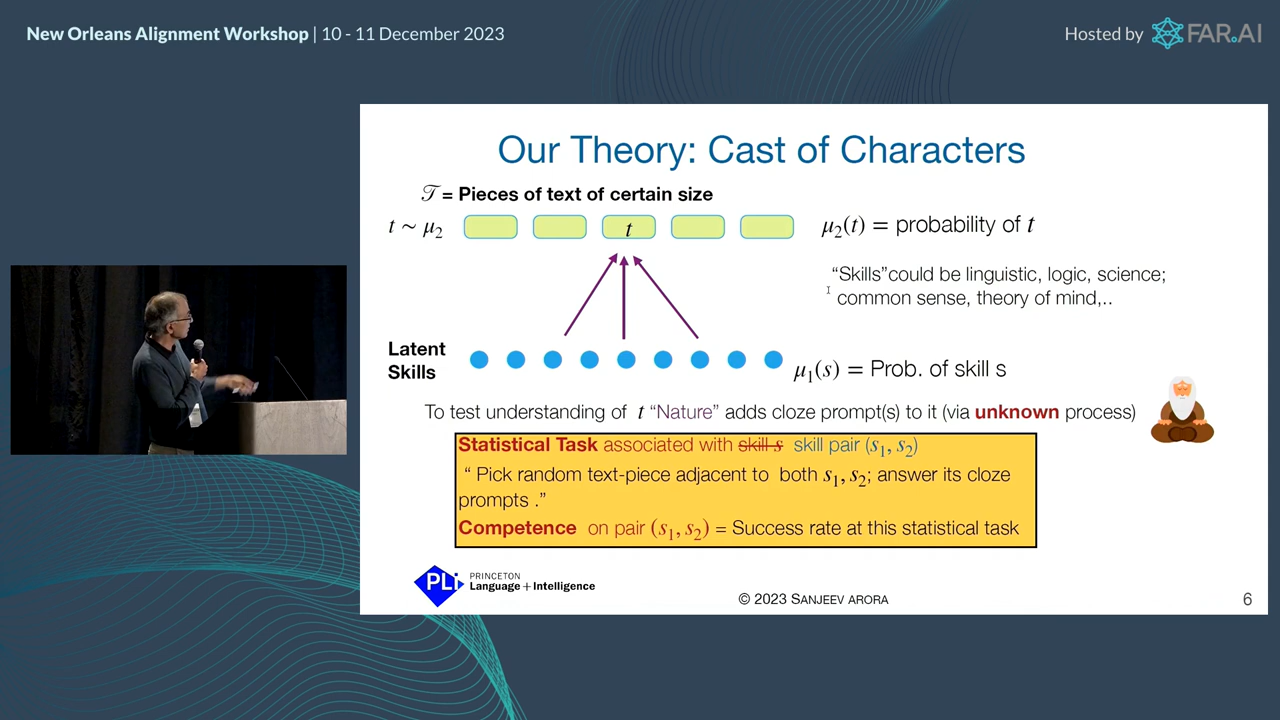 New Orleans Alignment Workshop | 10 - 11 December 2023
Hosted by FAR.AI
Our Theory: Cast of Characters
𝒯 = Pieces of text of certain size
t ~ μ₂
t
μ₂(t) = probability of t
“Skills”could be linguistic, logic, science;
common sense, theory of mind,..
Latent
Skills
μ₁(s) = Prob. of skill s
To test understanding of t “Nature” adds cloze prompt(s) to it (via unknown process)
Statistical Task associated with skill s skill pair (s₁, s₂)
“ Pick random text-piece adjacent to both s₁, s₂; answer its cloze
prompts .”
Competence on pair (s₁, s₂) = Success rate at this statistical task
PLI
PRINCETON
Language + Intelligence
© 2023 SANJEEV ARORA
6